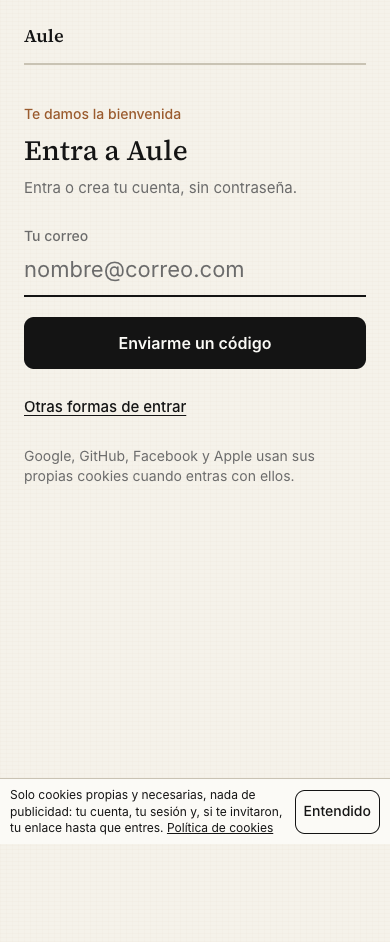 Aule
Te damos la bienvenida
Entra a Aule
Entra o crea tu cuenta, sin contraseña.
Tu correo
nombre@correo.com
Enviarme un código
Otras formas de entrar
Google, GitHub, Facebook y Apple usan sus
propias cookies cuando entras con ellos.
Solo cookies propias y necesarias, nada de
publicidad: tu cuenta, tu sesión y, si te invitaron,
tu enlace hasta que entres. Política de cookies
Entendido